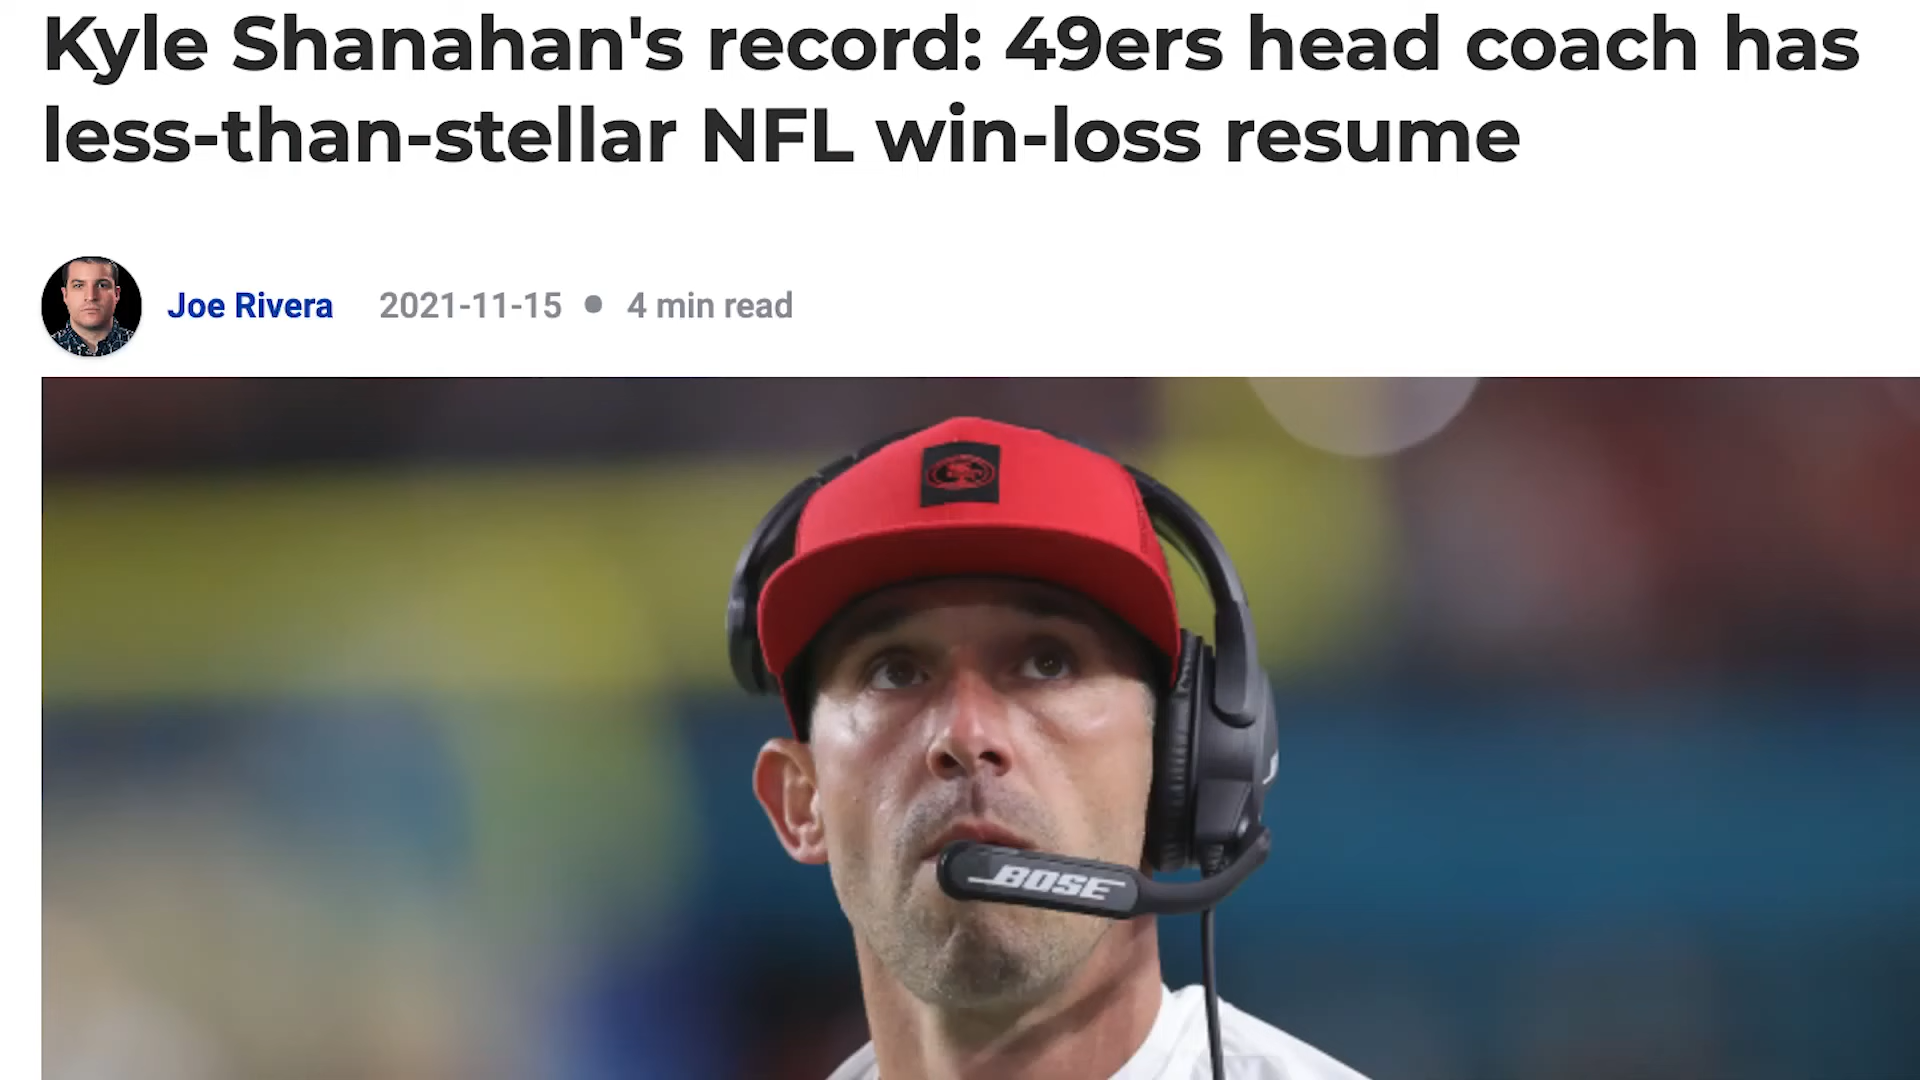 Kyle Shanahan's record: 49ers head coach has
less-than-stellar NFL win-loss resume
Joe Rivera 2021-11-15 • 4 min read
BOSE